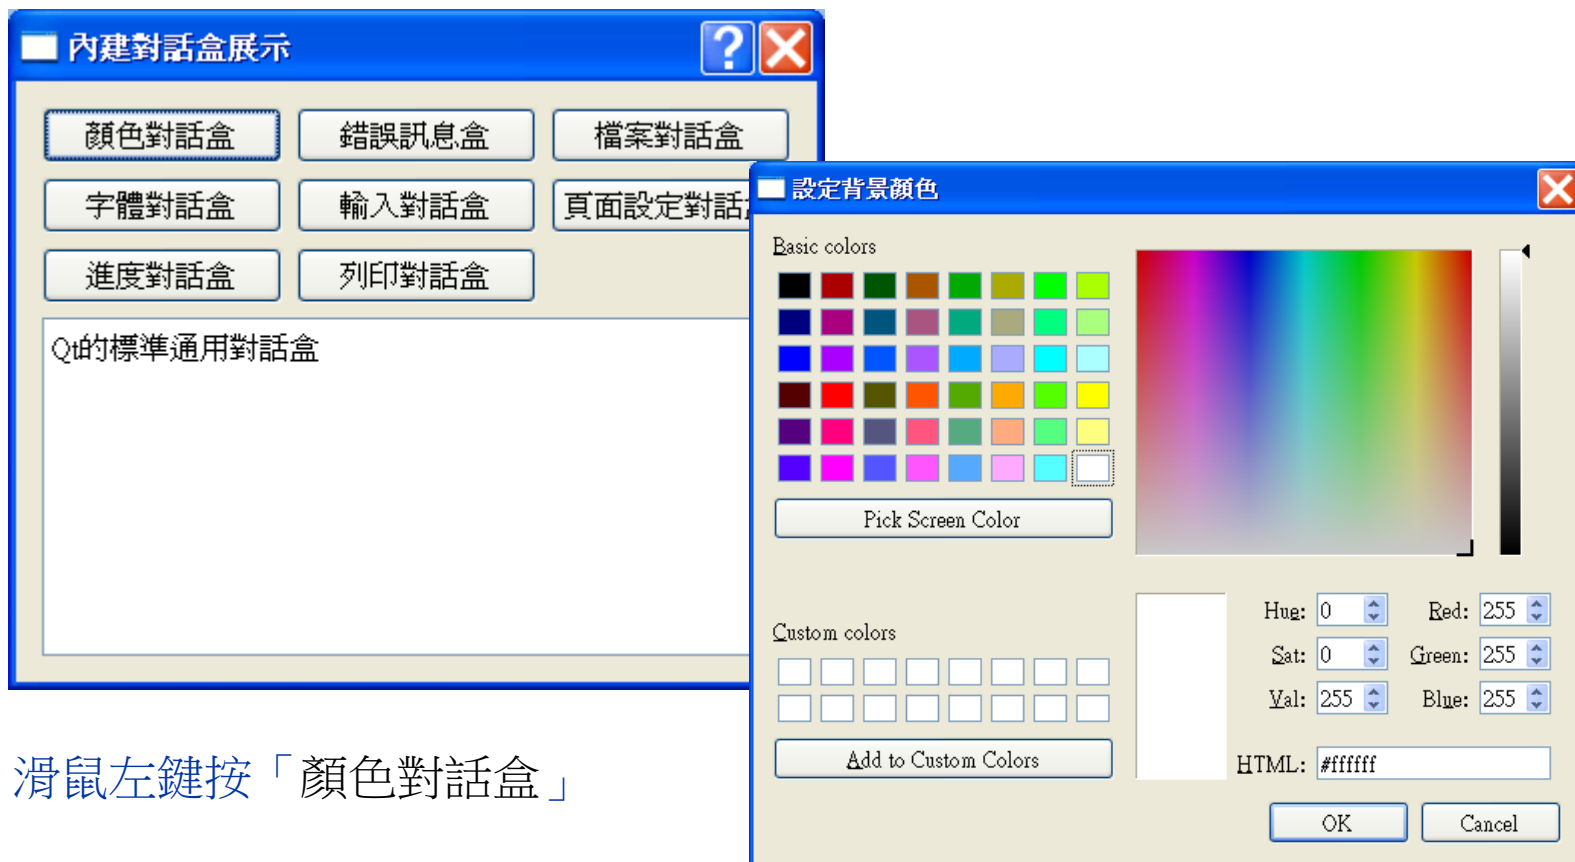 內建對話盒展示
顏色對話盒 錯誤訊息盒 檔案對話盒
字體對話盒 輸入對話盒 頁面設定對話
進度對話盒 列印對話盒
Qt的標準通用對話盒
滑鼠左鍵按「顏色對話盒」
設定背景顏色
Basic colors
Pick Screen Color
Custom colors
Add to Custom Colors
Hue: 0 Red: 255
Sat: 0 Green: 255
Val: 255 Blue: 255
HTML: #ffffff
OK Cancel